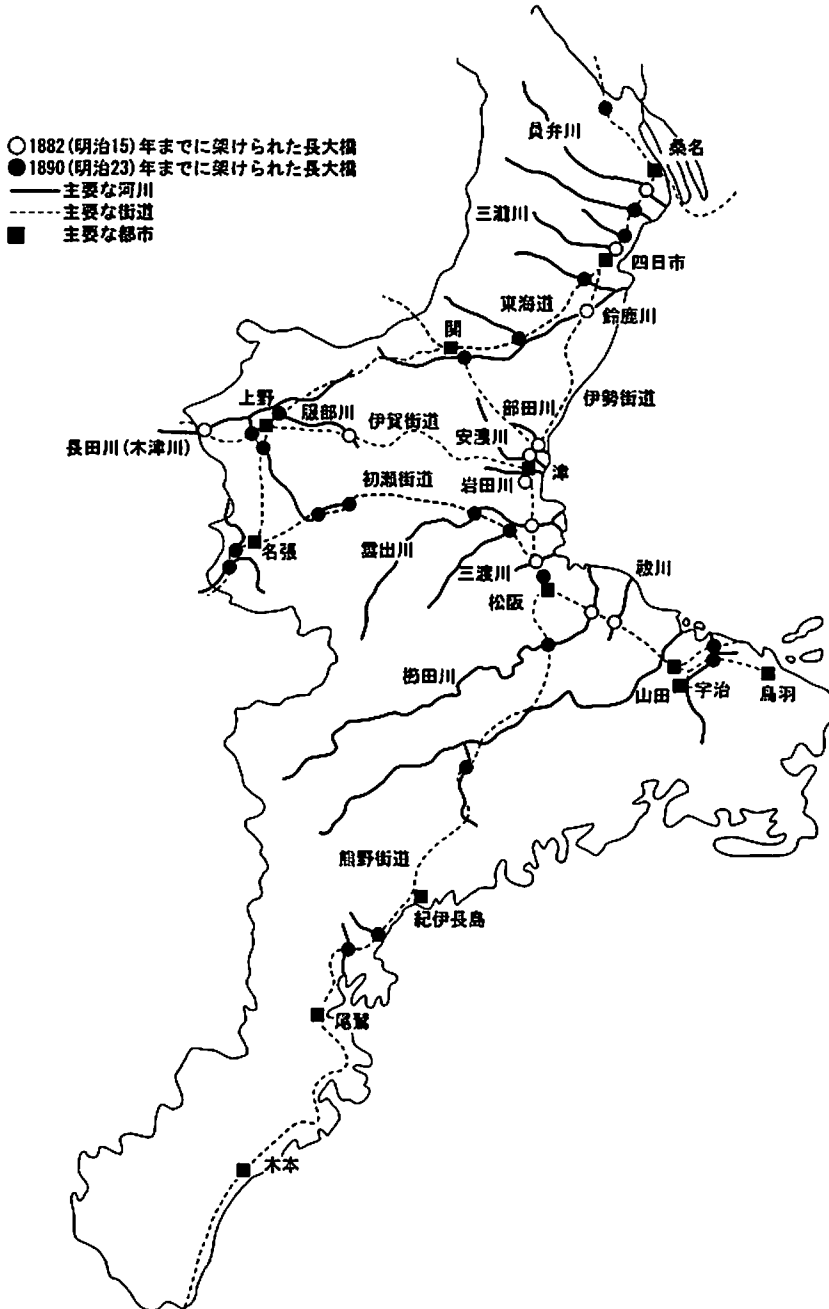 ○1882(明治15)年までに架けられた長大橋
●1890(明治23)年までに架けられた長大橋
主要な河川
主要な街道
■ 主要な都市
員弁川
桑名
三滝川
四日市
東海道
鈴鹿川
関
上野
服部川
伊賀街道
部田川
伊勢街道
長田川(木津川)
安濃川
津
初瀬街道
岩田川
名張
雲出川
三渡川
祓川
松阪
櫛田川
山田
宇治
鳥羽
熊野街道
紀伊長島
尾鷲
木本